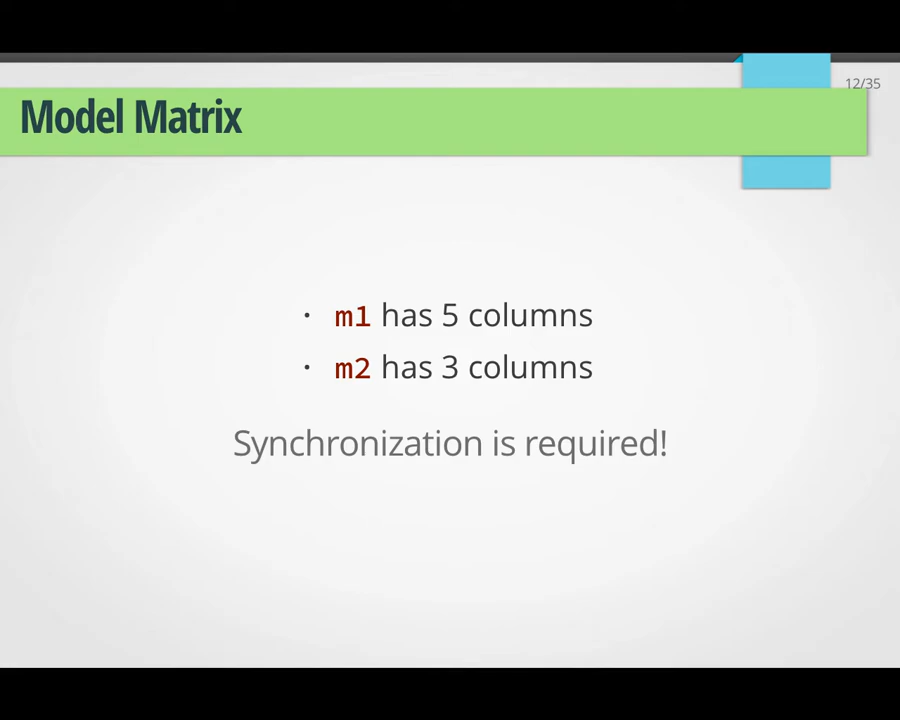 12/35
Model Matrix
• m1 has 5 columns
• m2 has 3 columns
Synchronization is required!